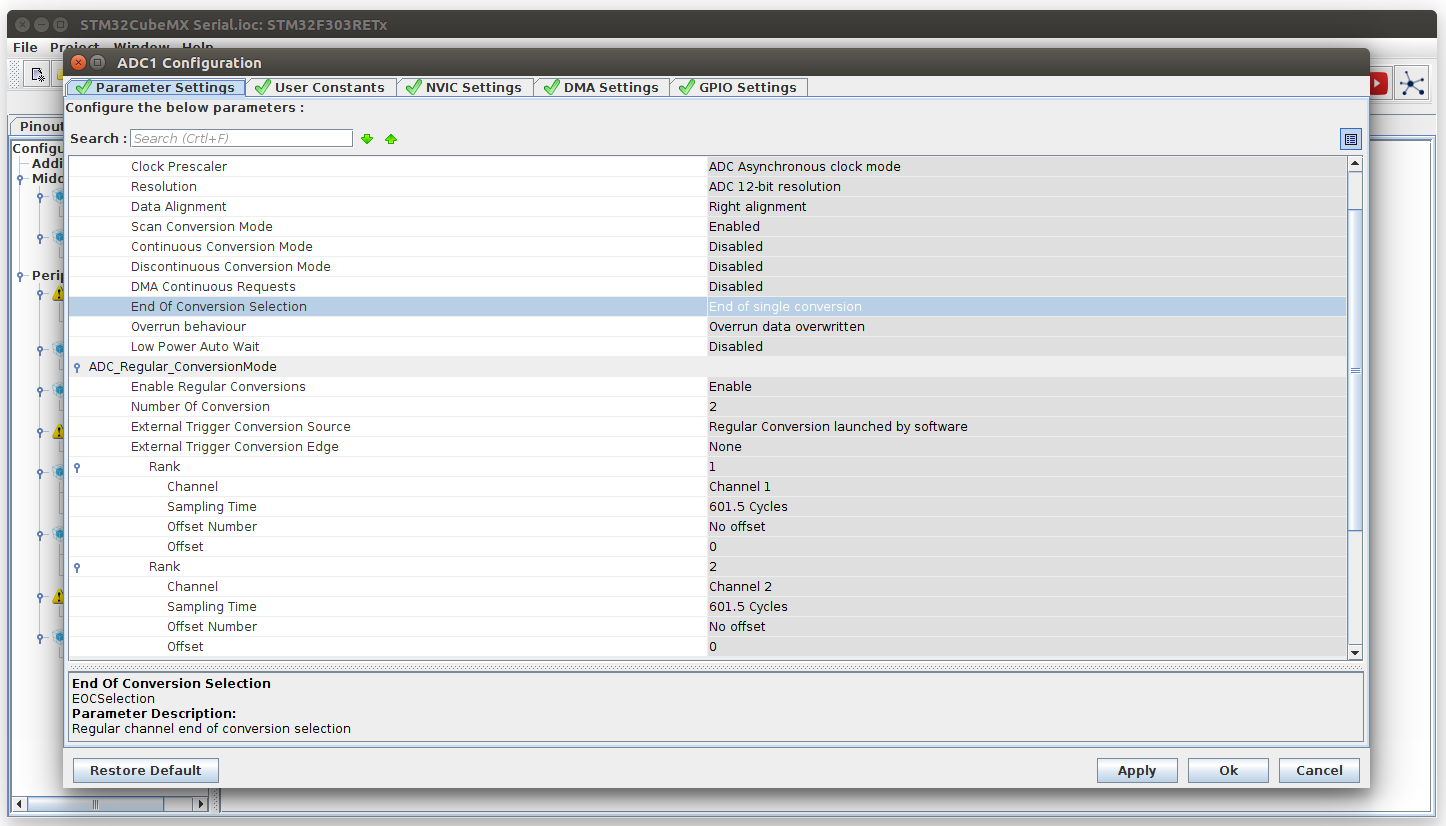 STM32CubeMX Serial.ioc: STM32F303RETx
File Project Window Help
ADC1 Configuration
Parameter Settings User Constants NVIC Settings DMA Settings GPIO Settings
Configure the below parameters :
Pinout
Search : Search (Crtl+F)
Configu
Addi
Midd
Perip
Clock Prescaler ADC Asynchronous clock mode
Resolution ADC 12-bit resolution
Data Alignment Right alignment
Scan Conversion Mode Enabled
Continuous Conversion Mode Disabled
Discontinuous Conversion Mode Disabled
DMA Continuous Requests Disabled
End Of Conversion Selection End of single conversion
Overrun behaviour Overrun data overwritten
Low Power Auto Wait Disabled
ADC_Regular_ConversionMode
Enable Regular Conversions Enable
Number Of Conversion 2
External Trigger Conversion Source Regular Conversion launched by software
External Trigger Conversion Edge None
Rank 1
Channel Channel 1
Sampling Time 601.5 Cycles
Offset Number No offset
Offset 0
Rank 2
Channel Channel 2
Sampling Time 601.5 Cycles
Offset Number No offset
Offset 0
End Of Conversion Selection
EOCSelection
Parameter Description:
Regular channel end of conversion selection
Restore Default Apply Ok Cancel